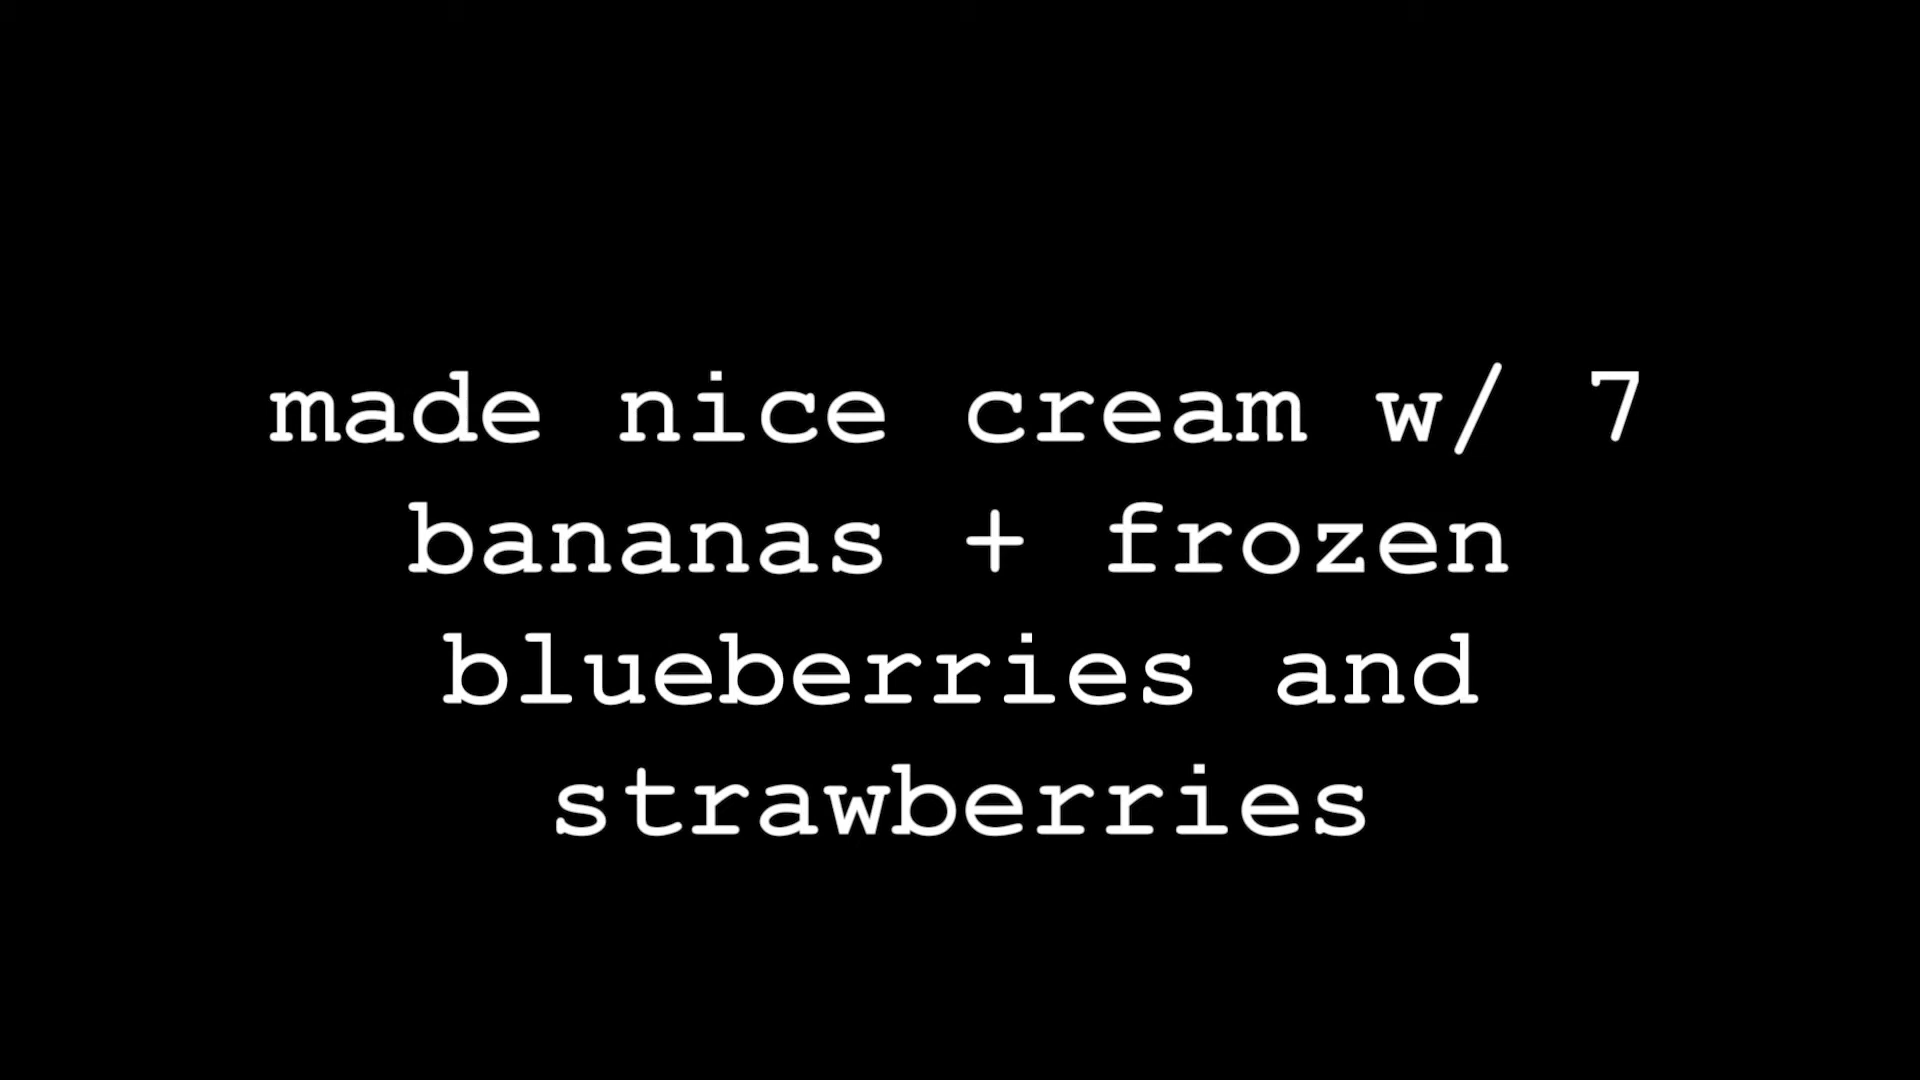 made nice cream w/ 7
bananas + frozen
blueberries and
strawberries